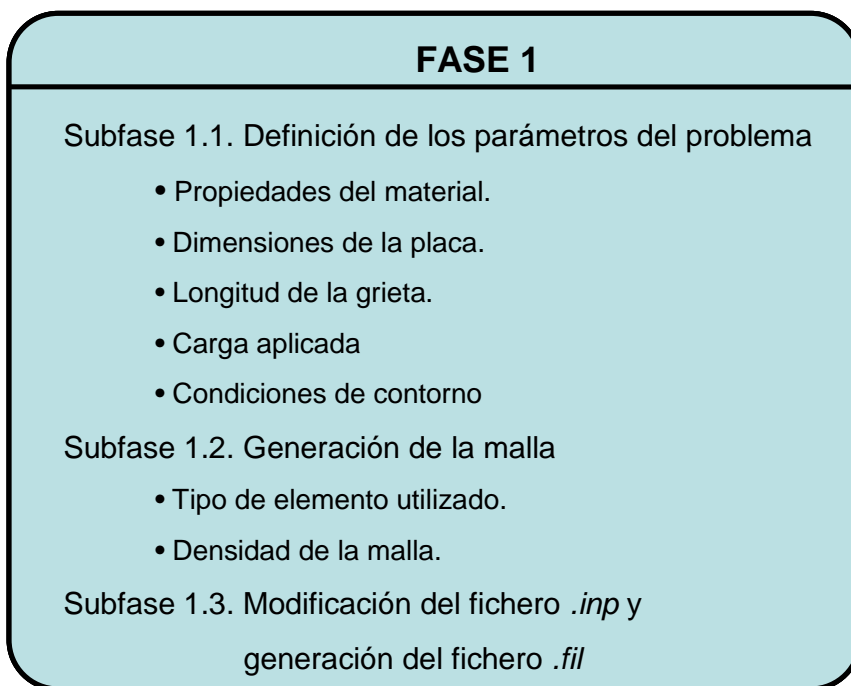 FASE 1
Subfase 1.1. Definición de los parámetros del problema
• Propiedades del material.
• Dimensiones de la placa.
• Longitud de la grieta.
• Carga aplicada
• Condiciones de contorno
Subfase 1.2. Generación de la malla
• Tipo de elemento utilizado.
• Densidad de la malla.
Subfase 1.3. Modificación del fichero .inp y
generación del fichero .fil